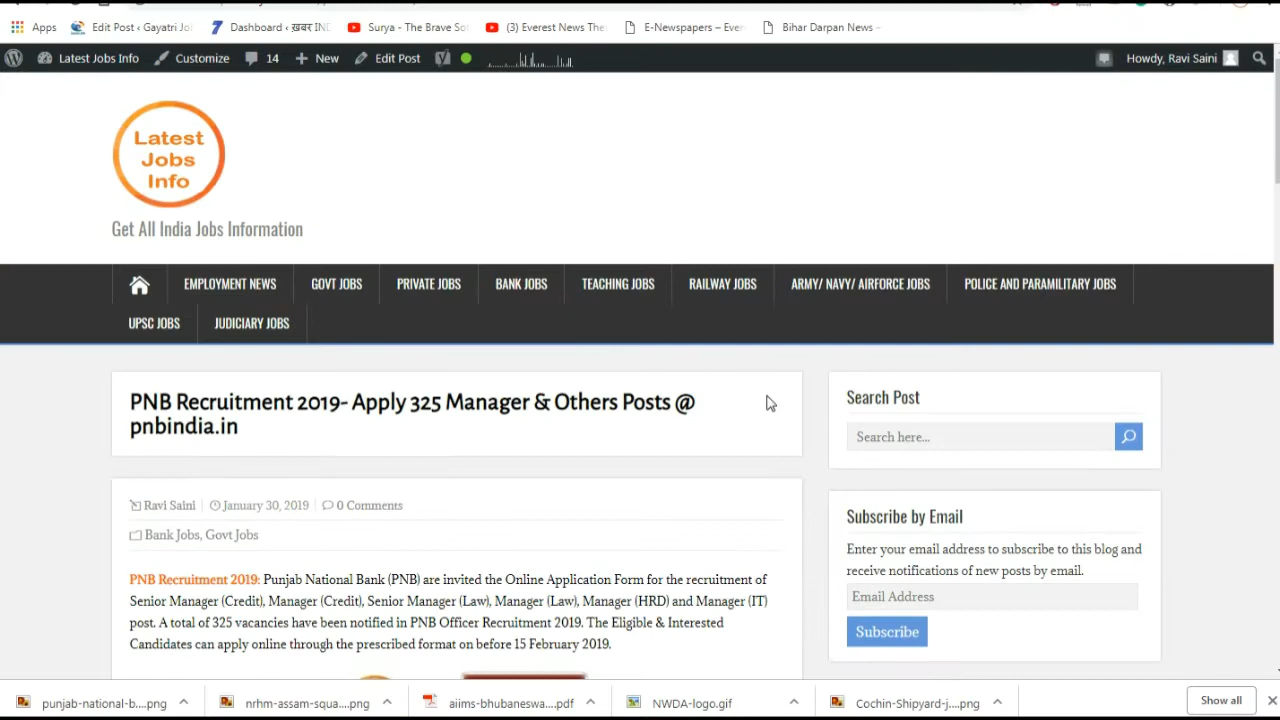 Apps
Edit Post ‹ Gayatri Jo
Dashboard ‹ ख़बर IND
Surya - The Brave So
(3) Everest News The
E-Newspapers – Ever
Bihar Darpan News –
Latest Jobs Info
Customize
14
New
Edit Post
Howdy, Ravi Saini
Latest
Jobs
Info
Get All India Jobs Information
EMPLOYMENT NEWS
GOVT JOBS
PRIVATE JOBS
BANK JOBS
TEACHING JOBS
RAILWAY JOBS
ARMY/ NAVY/ AIRFORCE JOBS
POLICE AND PARAMILITARY JOBS
UPSC JOBS
JUDICIARY JOBS
PNB Recruitment 2019- Apply 325 Manager & Others Posts @
pnbindia.in
Ravi Saini
January 30, 2019
0 Comments
Bank Jobs, Govt Jobs
PNB Recruitment 2019: Punjab National Bank (PNB) are invited the Online Application Form for the recruitment of
Senior Manager (Credit), Manager (Credit), Senior Manager (Law), Manager (Law), Manager (HRD) and Manager (IT)
post. A total of 325 vacancies have been notified in PNB Officer Recruitment 2019. The Eligible & Interested
Candidates can apply online through the prescribed format on before 15 February 2019.
Search Post
Search here...
Subscribe by Email
Enter your email address to subscribe to this blog and
receive notifications of new posts by email.
Email Address
Subscribe
punjab-national-b....png
nrhm-assam-squa....png
aiims-bhubaneswa....pdf
NWDA-logo.gif
Cochin-Shipyard-j....png
Show all